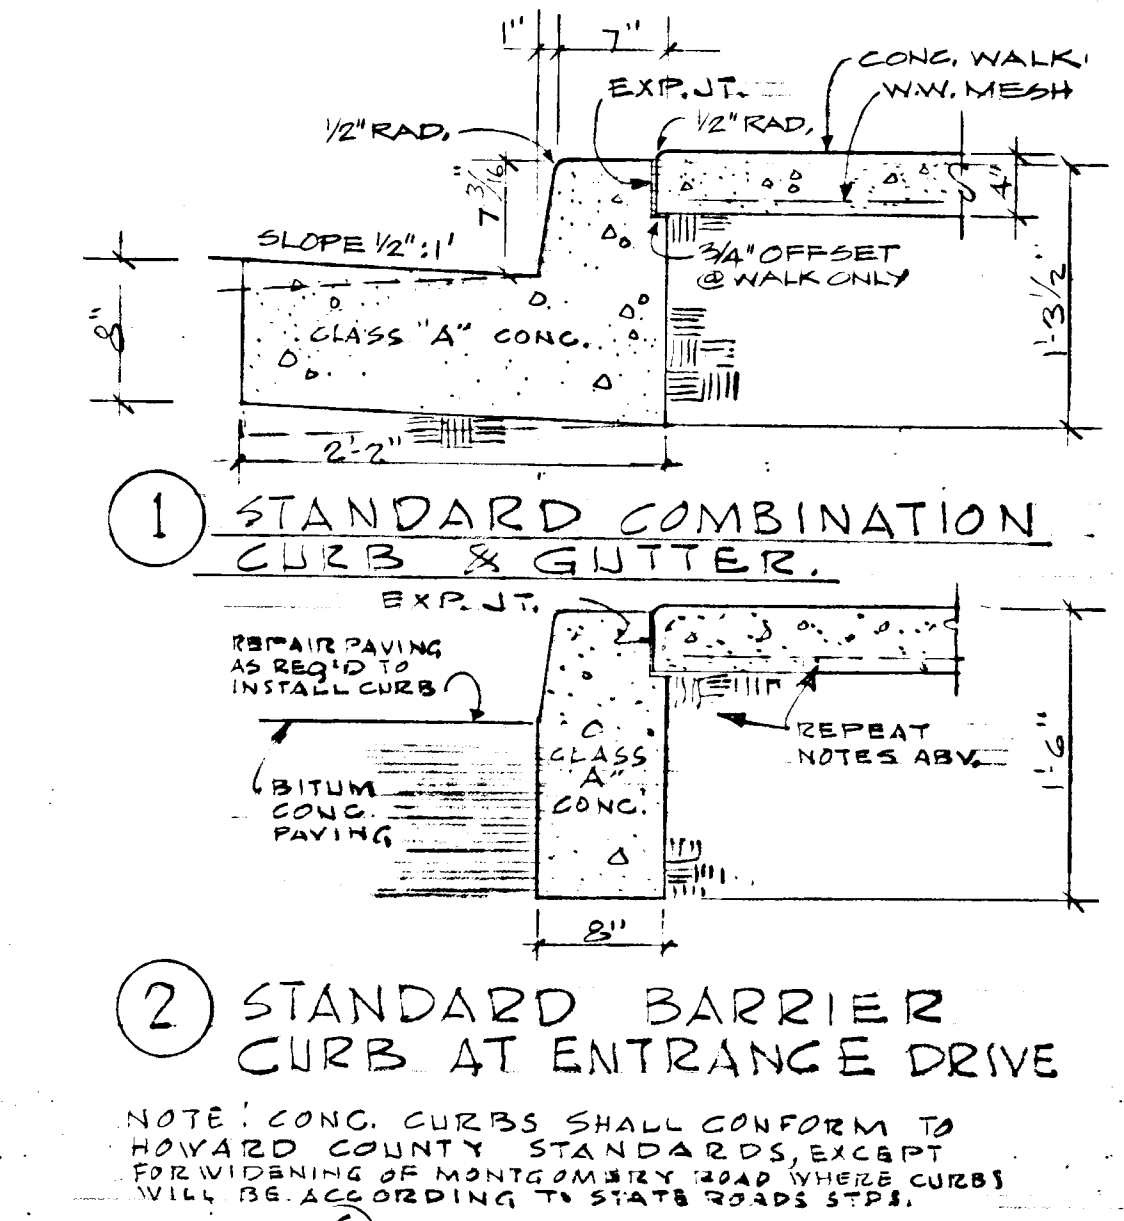 1" 7"
CONC. WALK.
EXP. JT.
W.W. MESH
1/2" RAD.
1/2" RAD.
7 3/16"
4"
SLOPE 1/2" : 1'
3/4" OFFSET
@ WALK ONLY
8"
1'-3 1/2
CLASS "A" CONC.
2'-2"
1 STANDARD COMBINATION
CURB & GUTTER.
EXP. JT.
REPAIR PAVING
AS REQ'D TO
INSTALL CURB
REPEAT
NOTES ABV.
1'-6"
CLASS
"A"
CONC.
BITUM
CONC.
PAVING
8"
2 STANDARD BARRIER
CURB AT ENTRANCE DRIVE
NOTE: CONC. CURBS SHALL CONFORM TO
HOWARD COUNTY STANDARDS, EXCEPT
FOR WIDENING OF MONTGOMERY ROAD WHERE CURBS
WILL BE ACCORDING TO STATE ROADS STDS.